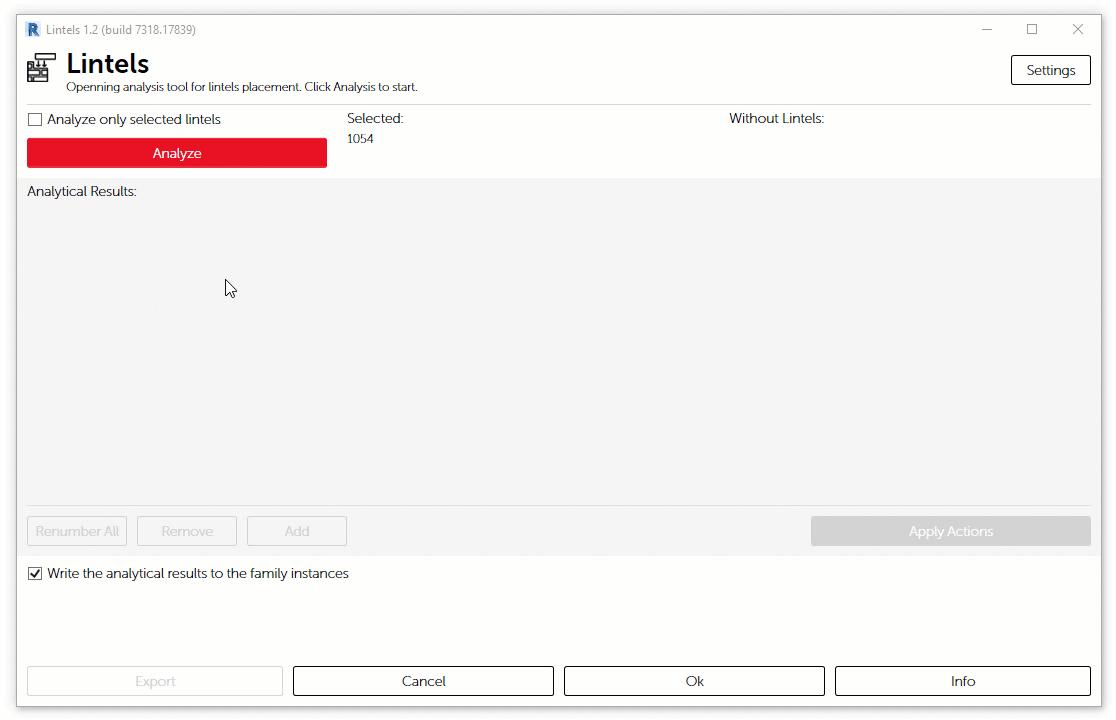 Lintels 1.2 (build 7318.17839)
Lintels
Openning analysis tool for lintels placement. Click Analysis to start.
Settings
Analyze only selected lintels
Selected:
Without Lintels:
1054
Analyze
Analytical Results:
Renumber All
Remove
Add
Apply Actions
Write the analytical results to the family instances
Export
Cancel
Ok
Info